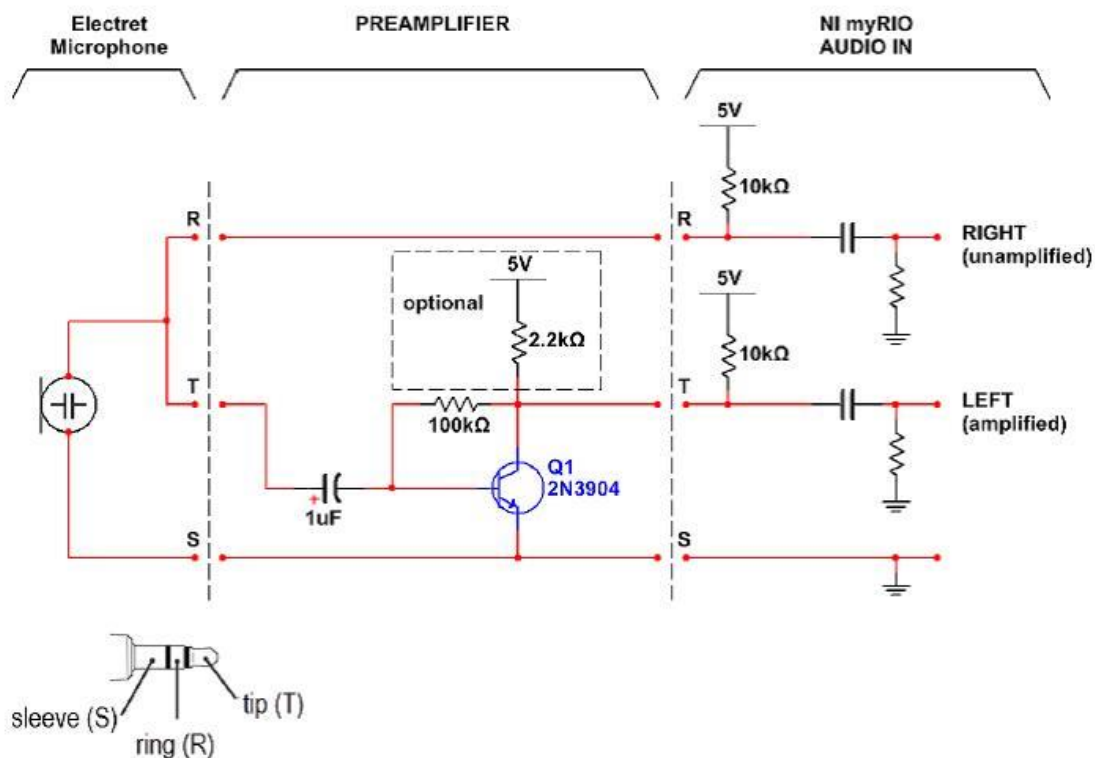 Electret
Microphone
PREAMPLIFIER
NI myRIO
AUDIO IN
5V
10kΩ
R
R
R
RIGHT
(unamplified)
5V
optional
2.2kΩ
5V
10kΩ
T
T
T
LEFT
(amplified)
100kΩ
Q1
2N3904
+
1uF
S
S
S
sleeve (S)
ring (R)
tip (T)